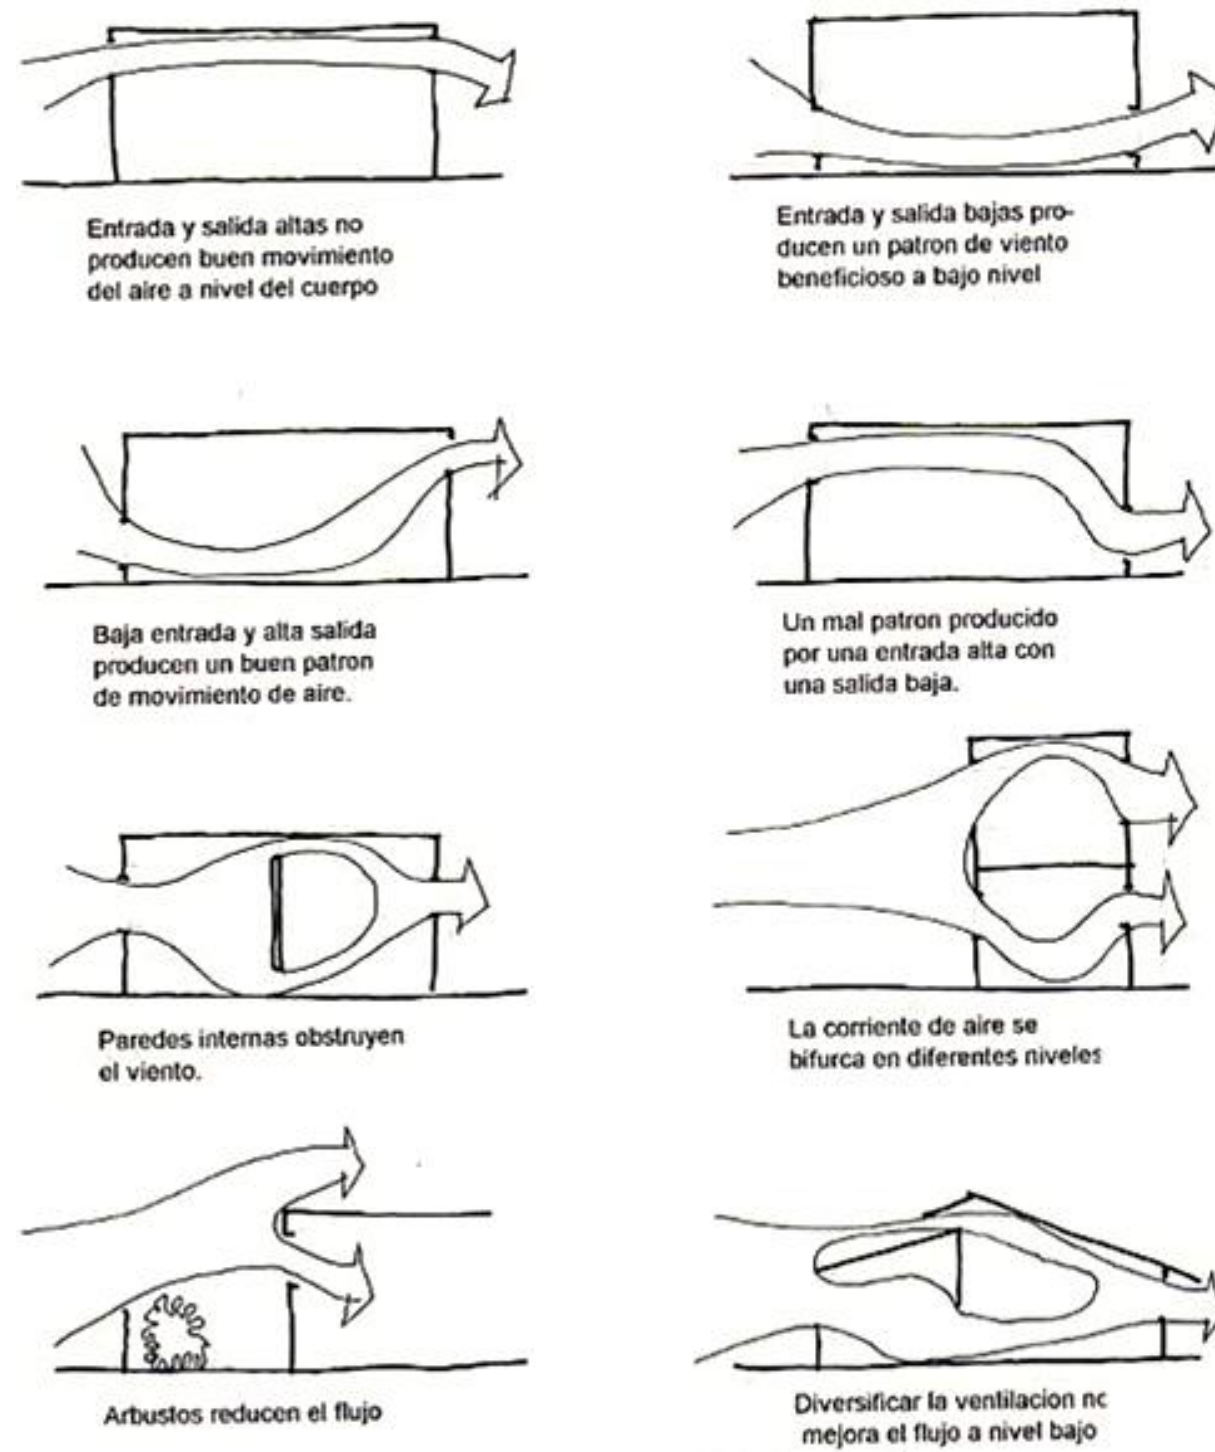 Entrada y salida altas no
producen buen movimiento
del aire a nivel del cuerpo
Entrada y salida bajas pro-
ducen un patron de viento
beneficioso a bajo nivel
Baja entrada y alta salida
producen un buen patron
de movimiento de aire.
Un mal patron producido
por una entrada alta con
una salida baja.
Paredes internas obstruyen
el viento.
La corriente de aire se
bifurca en diferentes niveles
Arbustos reducen el flujo
Diversificar la ventilacion no
mejora el flujo a nivel bajo